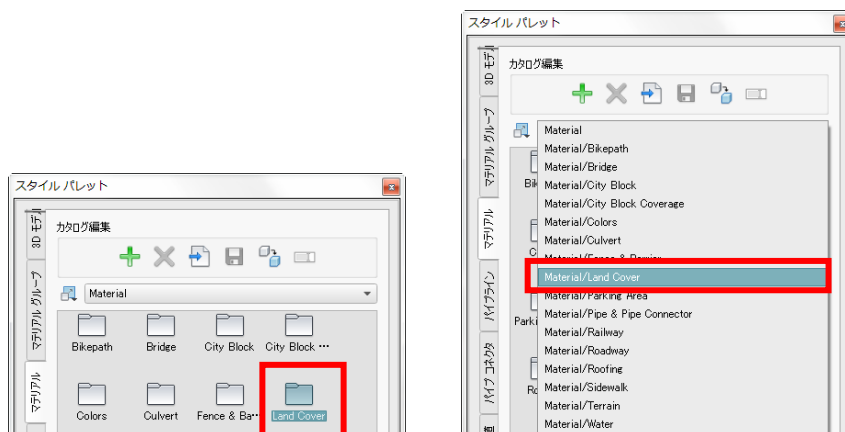 スタイル パレット
3D モデル
マテリアル グループ
マテリアル
カタログ編集
Material
Bikepath
Bridge
City Block
City Block ···
Colors
Culvert
Fence & Ba···
Land Cover
スタイル パレット
3D モデル
マテリアル グループ
マテリアル
パイプライン
パイプ コネクタ
カタログ編集
Material
Material/Bikepath
Material/Bridge
Material/City Block
Material/City Block Coverage
Material/Colors
Material/Culvert
Material/Fence & Barrier
Material/Land Cover
Material/Parking Area
Material/Pipe & Pipe Connector
Material/Railway
Material/Roadway
Material/Roofing
Material/Sidewalk
Material/Terrain
Material/Water